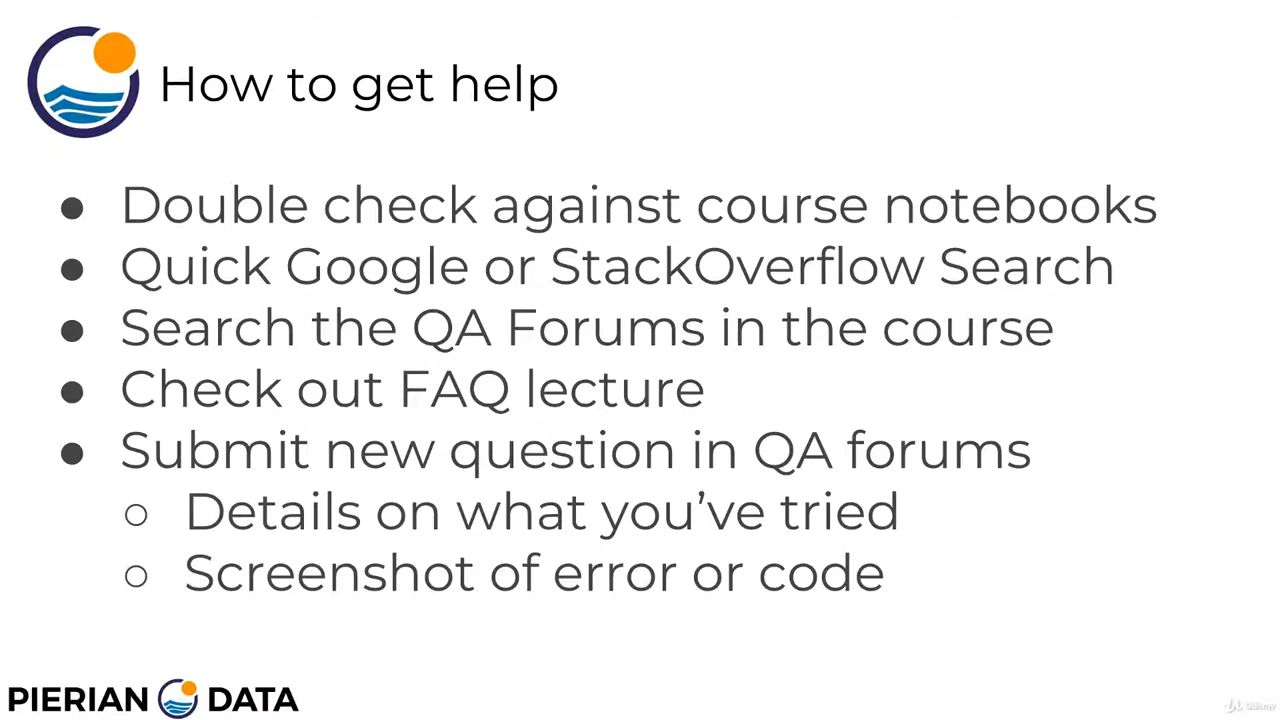 How to get help
● Double check against course notebooks
● Quick Google or StackOverflow Search
● Search the QA Forums in the course
● Check out FAQ lecture
● Submit new question in QA forums
○ Details on what you’ve tried
○ Screenshot of error or code
PIERIAN DATA
Udemy